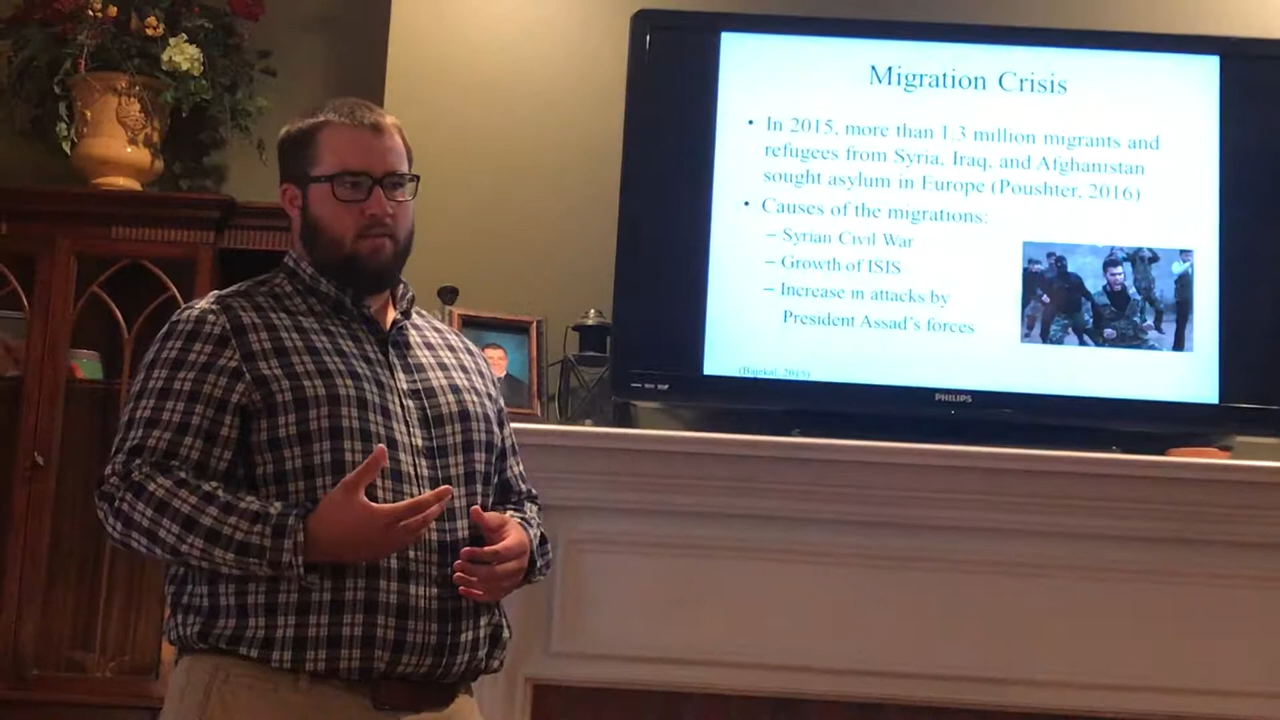 Migration Crisis
• In 2015, more than 1.3 million migrants and
refugees from Syria, Iraq, and Afghanistan
sought asylum in Europe (Poushter, 2016)
• Causes of the migrations:
– Syrian Civil War
– Growth of ISIS
– Increase in attacks by
President Assad's forces
(Bajekal, 2015)
PHILIPS